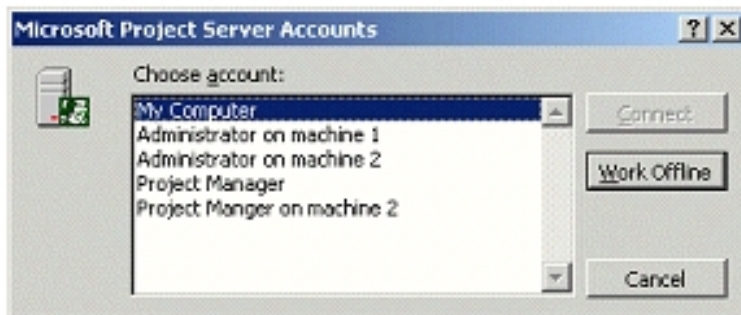 Microsoft Project Server Accounts
Choose account:
My Computer
Administrator on machine 1
Administrator on machine 2
Project Manager
Project Manger on machine 2
Connect
Work Offline
Cancel